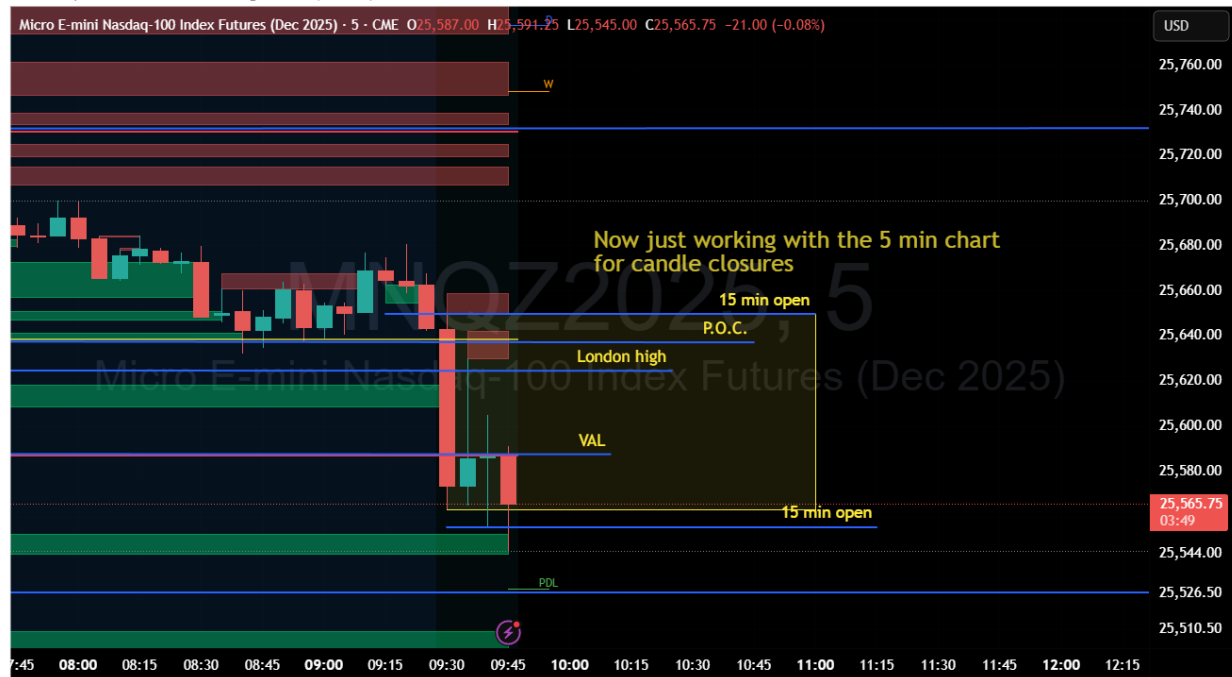 Micro E-mini Nasdaq-100 Index Futures (Dec 2025) · 5 · CME O25,587.00 H25,591.25 L25,545.00 C25,565.75 −21.00 (−0.08%)
USD
D
W
25,760.00
25,740.00
25,720.00
25,700.00
25,680.00
25,660.00
25,640.00
25,620.00
25,600.00
25,580.00
25,565.75
03:49
25,544.00
25,526.50
25,510.50
Now just working with the 5 min chart
for candle closures
MNQZ2025, 5
Micro E-mini Nasdaq-100 Index Futures (Dec 2025)
15 min open
P.O.C.
London high
VAL
15 min open
PDL
7:45 08:00 08:15 08:30 08:45 09:00 09:15 09:30 09:45 10:00 10:15 10:30 10:45 11:00 11:15 11:30 11:45 12:00 12:15